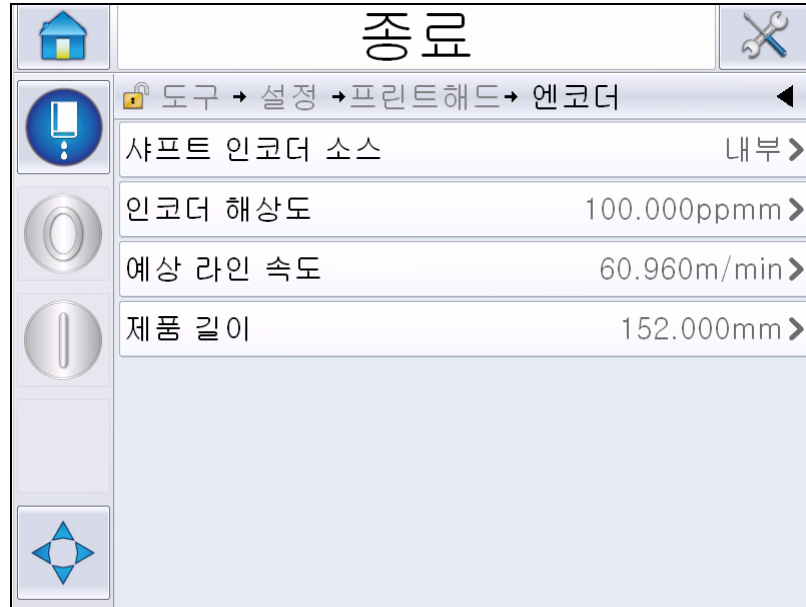 종료
도구 → 설정 →프린트해드→ 엔코더
샤프트 인코더 소스 내부
인코더 해상도 100.000ppmm
예상 라인 속도 60.960m/min
제품 길이 152.000mm